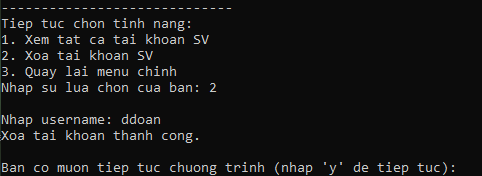 -----------------------------
Tiep tuc chon tinh nang:
1. Xem tat ca tai khoan SV
2. Xoa tai khoan SV
3. Quay lai menu chinh
Nhap su lua chon cua ban: 2
Nhap username: ddoan
Xoa tai khoan thanh cong.
Ban co muon tiep tuc chuong trinh (nhap 'y' de tiep tuc):